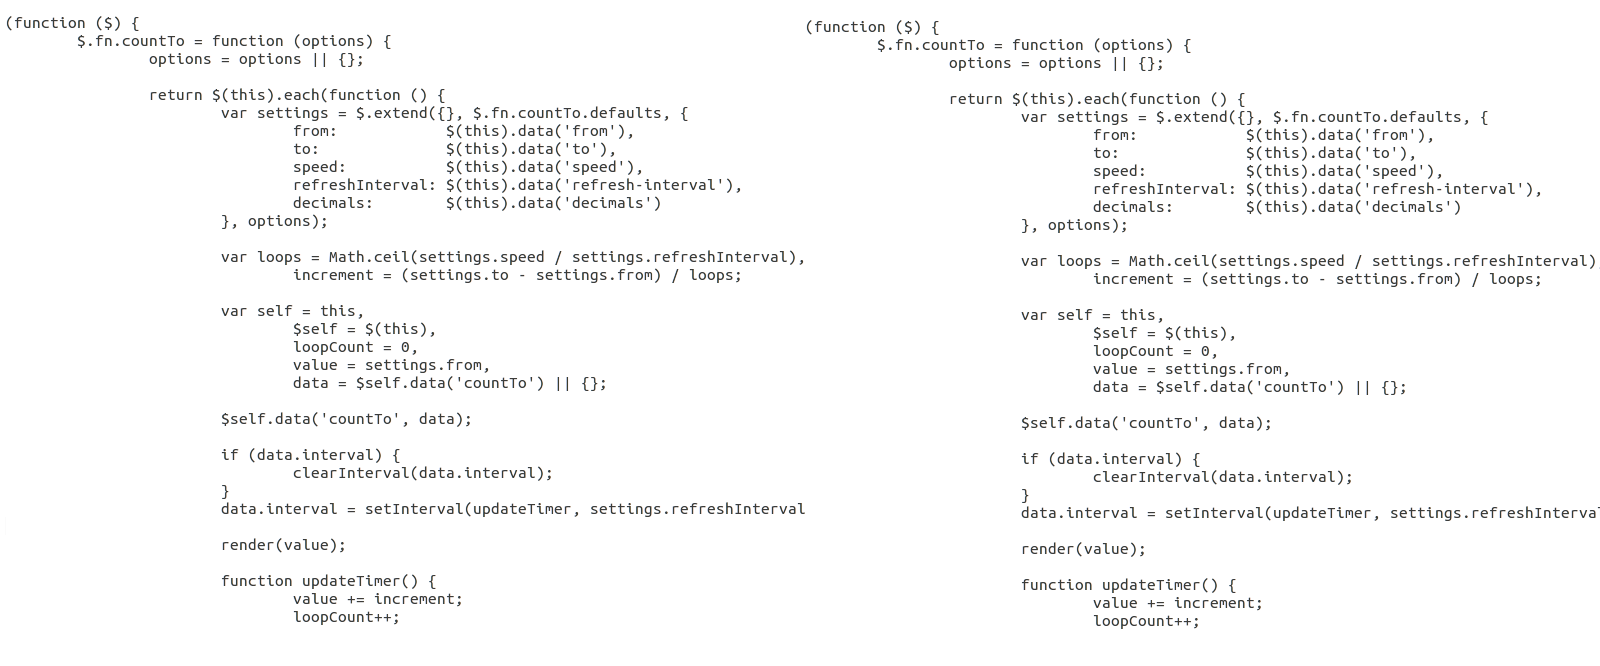 (function ($) {
$.fn.countTo = function (options) {
options = options || {};
return $(this).each(function () {
var settings = $.extend({}, $.fn.countTo.defaults, {
from: $(this).data('from'),
to: $(this).data('to'),
speed: $(this).data('speed'),
refreshInterval: $(this).data('refresh-interval'),
decimals: $(this).data('decimals')
}, options);
var loops = Math.ceil(settings.speed / settings.refreshInterval),
increment = (settings.to - settings.from) / loops;
var self = this,
$self = $(this),
loopCount = 0,
value = settings.from,
data = $self.data('countTo') || {};
$self.data('countTo', data);
if (data.interval) {
clearInterval(data.interval);
}
data.interval = setInterval(updateTimer, settings.refreshInterval
render(value);
function updateTimer() {
value += increment;
loopCount++;
(function ($) {
$.fn.countTo = function (options) {
options = options || {};
return $(this).each(function () {
var settings = $.extend({}, $.fn.countTo.defaults, {
from: $(this).data('from'),
to: $(this).data('to'),
speed: $(this).data('speed'),
refreshInterval: $(this).data('refresh-interval'),
decimals: $(this).data('decimals')
}, options);
var loops = Math.ceil(settings.speed / settings.refreshInterval),
increment = (settings.to - settings.from) / loops;
var self = this,
$self = $(this),
loopCount = 0,
value = settings.from,
data = $self.data('countTo') || {};
$self.data('countTo', data);
if (data.interval) {
clearInterval(data.interval);
}
data.interval = setInterval(updateTimer, settings.refreshInterval
render(value);
function updateTimer() {
value += increment;
loopCount++;